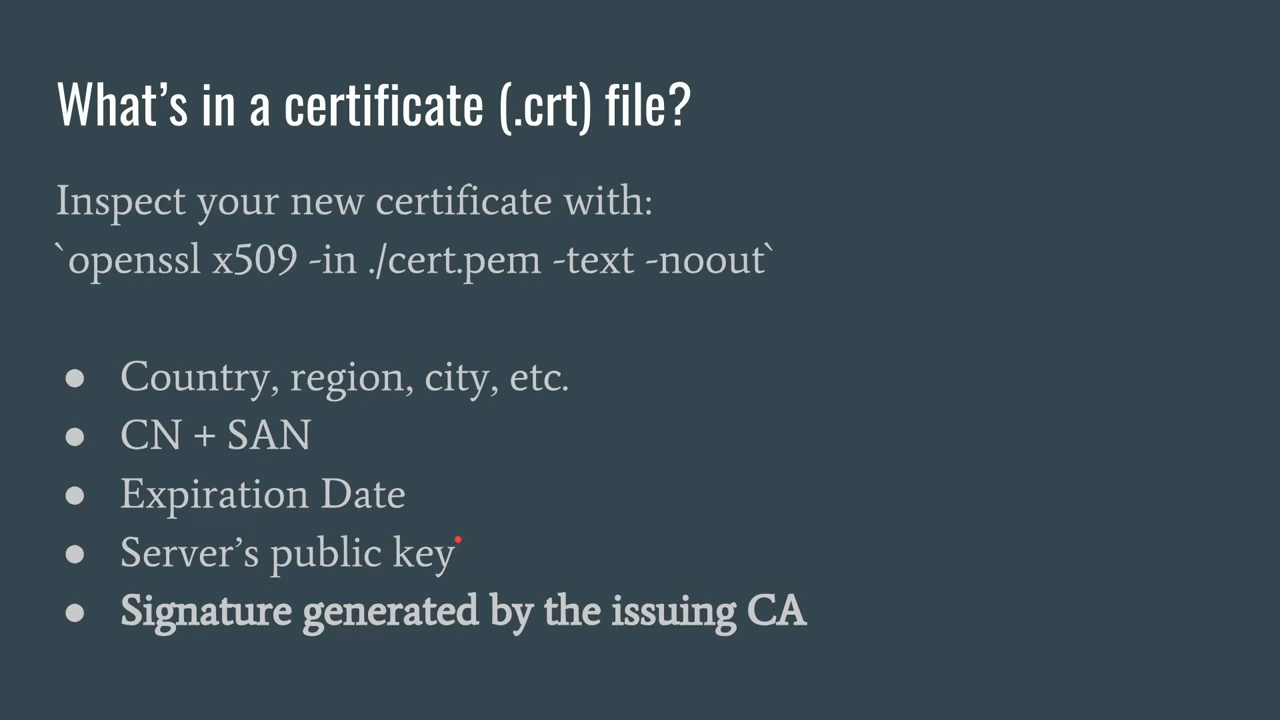 What’s in a certificate (.crt) file?
Inspect your new certificate with:
`openssl x509 -in ./cert.pem -text -noout`
● Country, region, city, etc.
● CN + SAN
● Expiration Date
● Server’s public key
● Signature generated by the issuing CA